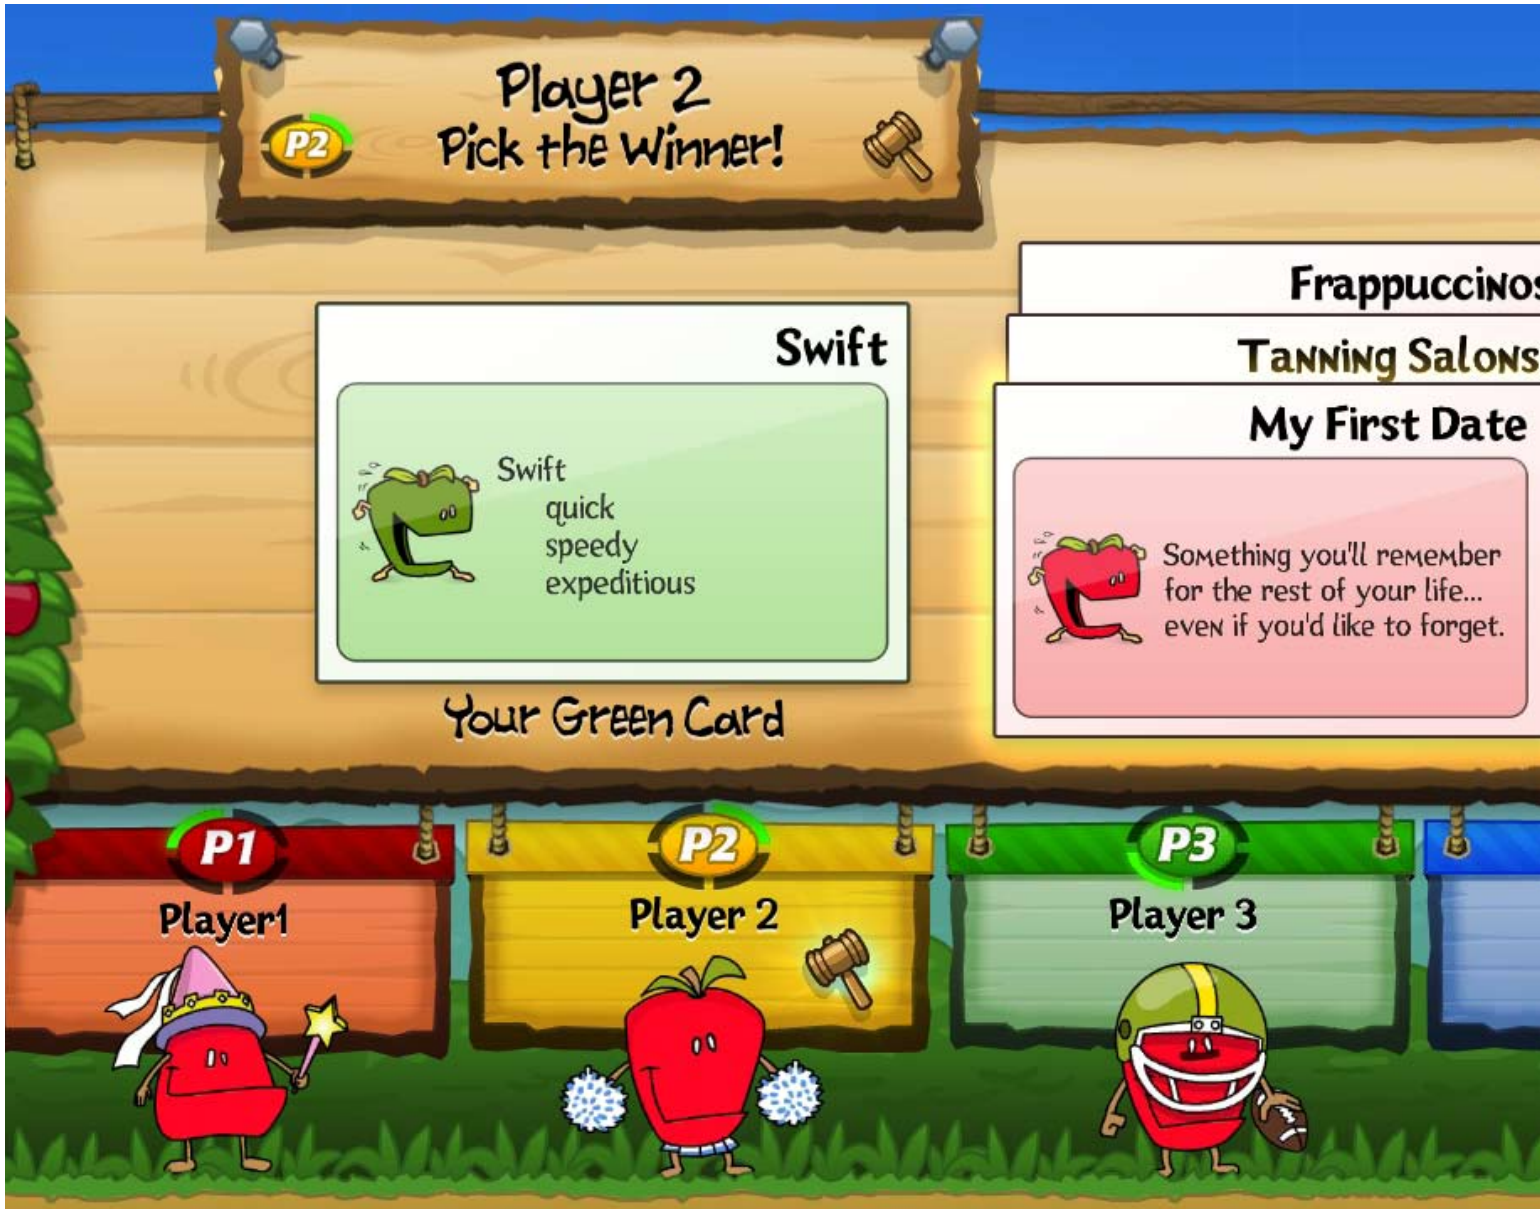 Player 2
P2
Pick the Winner!
Frappuccinos
Tanning Salons
My First Date
Swift
Swift
quick
speedy
expeditious
Something you'll remember
for the rest of your life...
even if you'd like to forget.
Your Green Card
P1
P2
P3
Player1
Player 2
Player 3